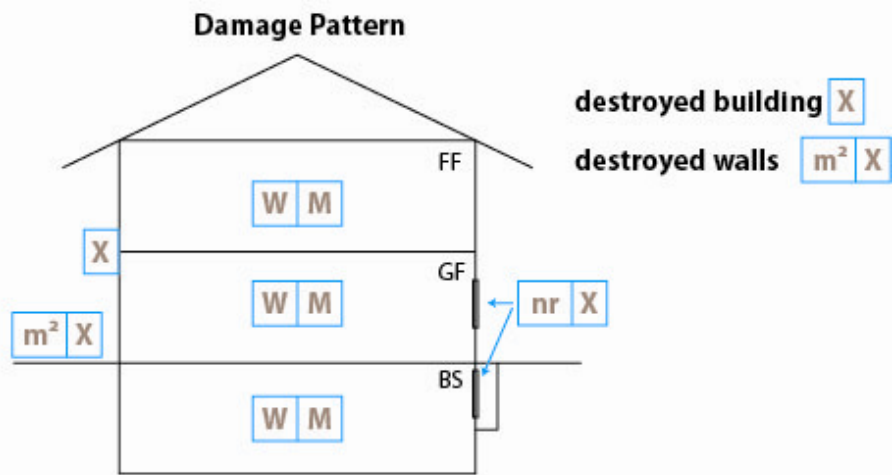 Damage Pattern
destroyed building X
destroyed walls m² X
FF
W M
X
GF
W M
nr X
m² X
BS
W M